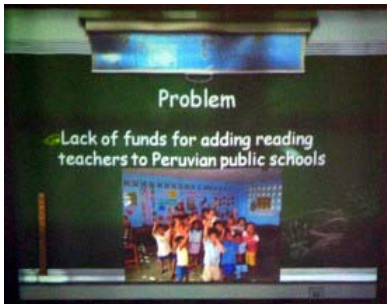 Problem
Lack of funds for adding reading
teachers to Peruvian public schools